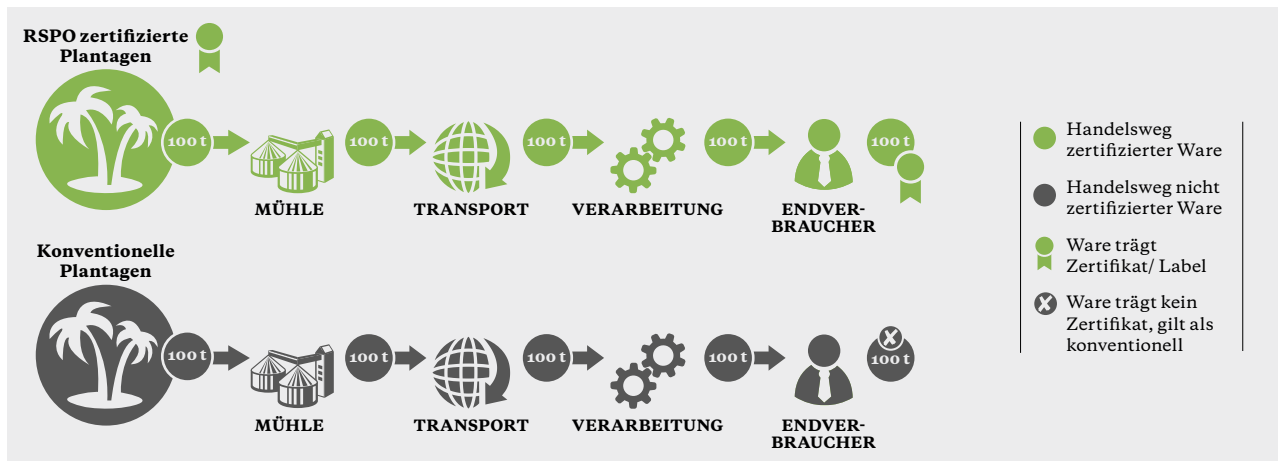 RSPO zertifizierte
Plantagen
100 t
100 t
100 t
100 t
100 t
MÜHLE
TRANSPORT
VERARBEITUNG
ENDVER-
BRAUCHER
Konventionelle
Plantagen
100 t
100 t
100 t
100 t
100 t
MÜHLE
TRANSPORT
VERARBEITUNG
ENDVER-
BRAUCHER
Handelsweg
zertifizierter Ware
Handelsweg nicht
zertifizierter Ware
Ware trägt
Zertifikat/ Label
Ware trägt kein
Zertifikat, gilt als
konventionell